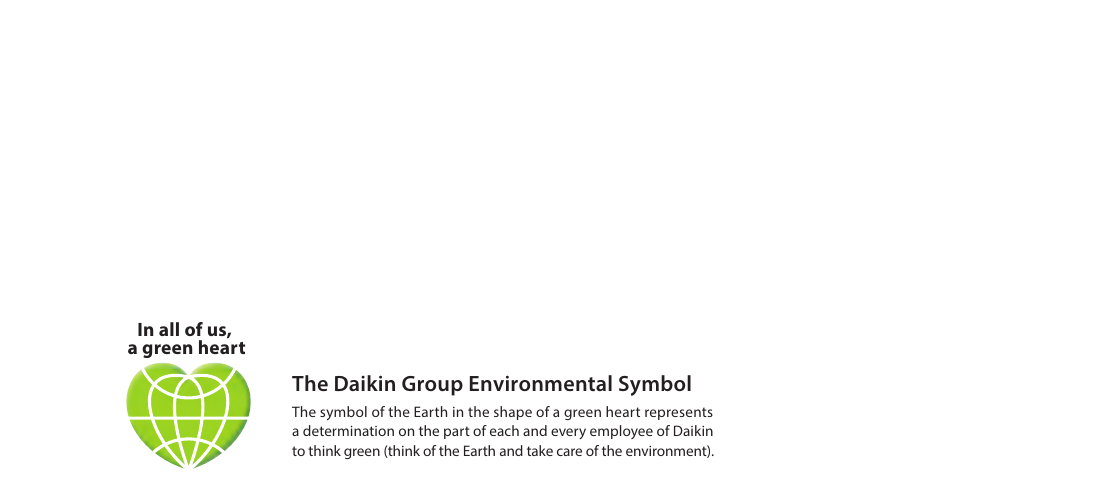 In all of us,
a green heart
The Daikin Group Environmental Symbol
The symbol of the Earth in the shape of a green heart represents
a determination on the part of each and every employee of Daikin
to think green (think of the Earth and take care of the environment).